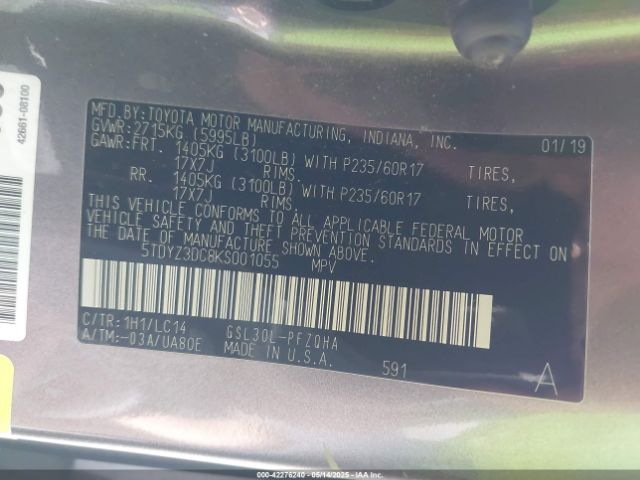 42661-08100
MFD.BY:TOYOTA MOTOR MANUFACTURING, INDIANA, INC. 01/19
GVWR:2715KG (5995LB)
GAWR:FRT. 1405KG (3100LB) WITH P235/60R17 TIRES,
17X7J RIMS.
RR. 1405KG (3100LB) WITH P235/60R17 TIRES,
17X7J RIMS.
THIS VEHICLE CONFORMS TO ALL APPLICABLE FEDERAL MOTOR
VEHICLE SAFETY AND THEFT PREVENTION STANDARDS IN EFFECT ON
THE DATE OF MANUFACTURE SHOWN ABOVE.
5TDYZ3DC8KS001055 MPV
C/TR:1H1/LC14 GSL30L-PFZQHA
A/TM:-03A/UA80E MADE IN U.S.A. 591 A
000-42276240 - 05/14/2025 - IAAI.COM